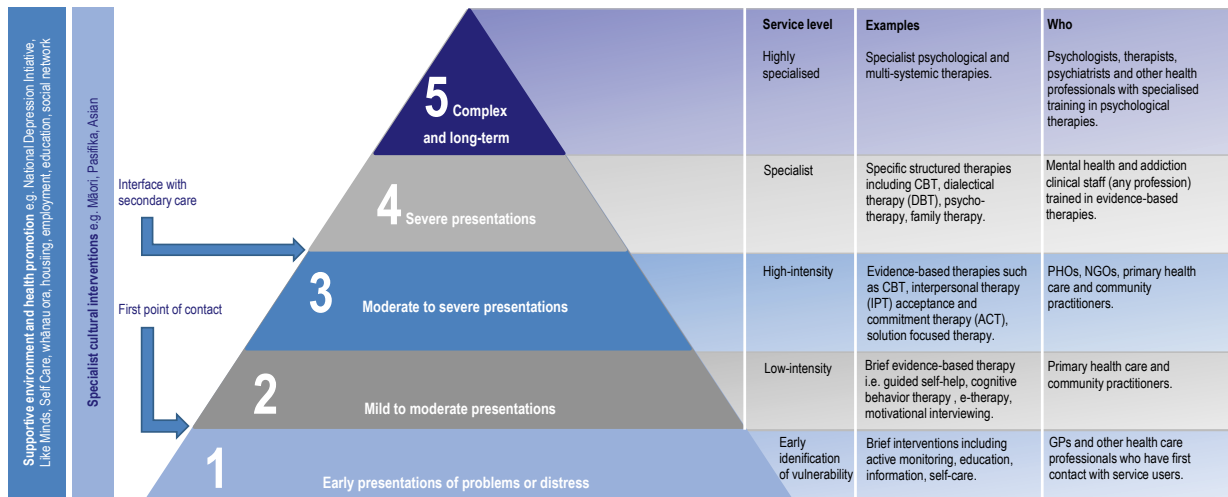 Supportive environment and health promotion e.g. National Depression Intiative,
Like Minds, Self Care, whānau ora, housiing, employment, education, social network
Specialist cultural interventions e.g. Māori, Pasifika, Asian
Interface with
secondary care
First point of contact
5 Complex
and long-term
4 Severe presentations
3 Moderate to severe presentations
2 Mild to moderate presentations
1 Early presentations of problems or distress
Service level
Examples
Who
Highly
specialised
Specialist psychological and
multi-systemic therapies.
Psychologists, therapists,
psychiatrists and other health
professionals with specialised
training in psychological
therapies.
Specialist
Specific structured therapies
including CBT, dialectical
therapy (DBT), psycho-
therapy, family therapy.
Mental health and addiction
clinical staff (any profession)
trained in evidence-based
therapies.
High-intensity
Evidence-based therapies such
as CBT, interpersonal therapy
(IPT) acceptance and
commitment therapy (ACT),
solution focused therapy.
PHOs, NGOs, primary health
care and community
practitioners.
Low-intensity
Brief evidence-based therapy
i.e. guided self-help, cognitive
behavior therapy , e-therapy,
motivational interviewing.
Primary health care and
community practitioners.
Early
idenification
of vulnerability
Brief interventions including
active monitoring, education,
information, self-care.
GPs and other health care
professionals who have first
contact with service users.